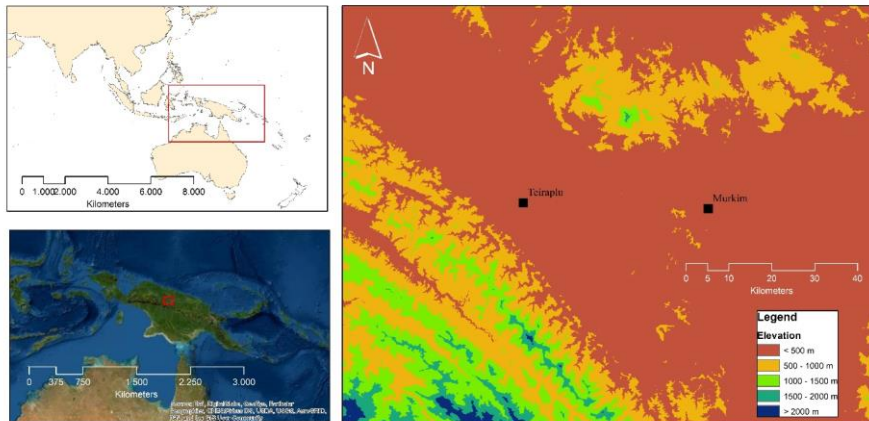 0 1.000 2.000 4.000 6.000 8.000
Kilometers
0 375 750 1.500 2.250 3.000
Kilometers
N
Teiraplu
Murkim
0 5 10 20 30 40
Kilometers
Legend
Elevation
< 500 m
500 - 1000 m
1000 - 1500 m
1500 - 2000 m
> 2000 m